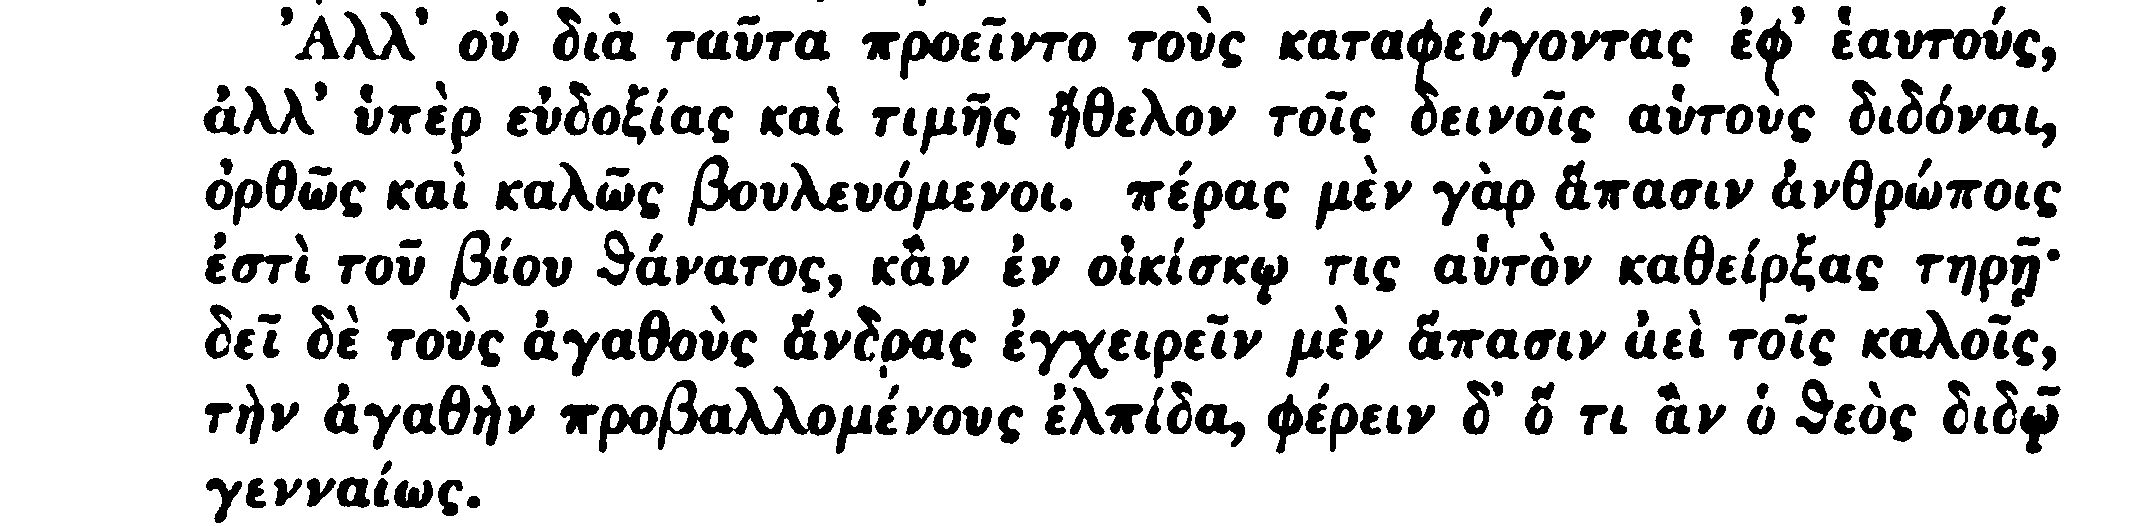 Ἀλλ' οὐ διὰ ταῦτα προεῖντο τοὺς καταφεύγοντας ἐφ' ἑαυτούς,
ἀλλ' ὑπὲρ εὐδοξίας καὶ τιμῆς ἤθελον τοῖς δεινοῖς αὑτοὺς διδόναι,
ὀρθῶς καὶ καλῶς βουλευόμενοι. πέρας μὲν γὰρ ἅπασιν ἀνθρώποις
ἐστὶ τοῦ βίου θάνατος, κἂν ἐν οἰκίσκῳ τις αὑτὸν καθείρξας τηρῇ·
δεῖ δὲ τοὺς ἀγαθοὺς ἄνδρας ἐγχειρεῖν μὲν ἅπασιν ἀεὶ τοῖς καλοῖς,
τὴν ἀγαθὴν προβαλλομένους ἐλπίδα, φέρειν δ' ὅ τι ἂν ὁ θεὸς διδῷ
γενναίως.